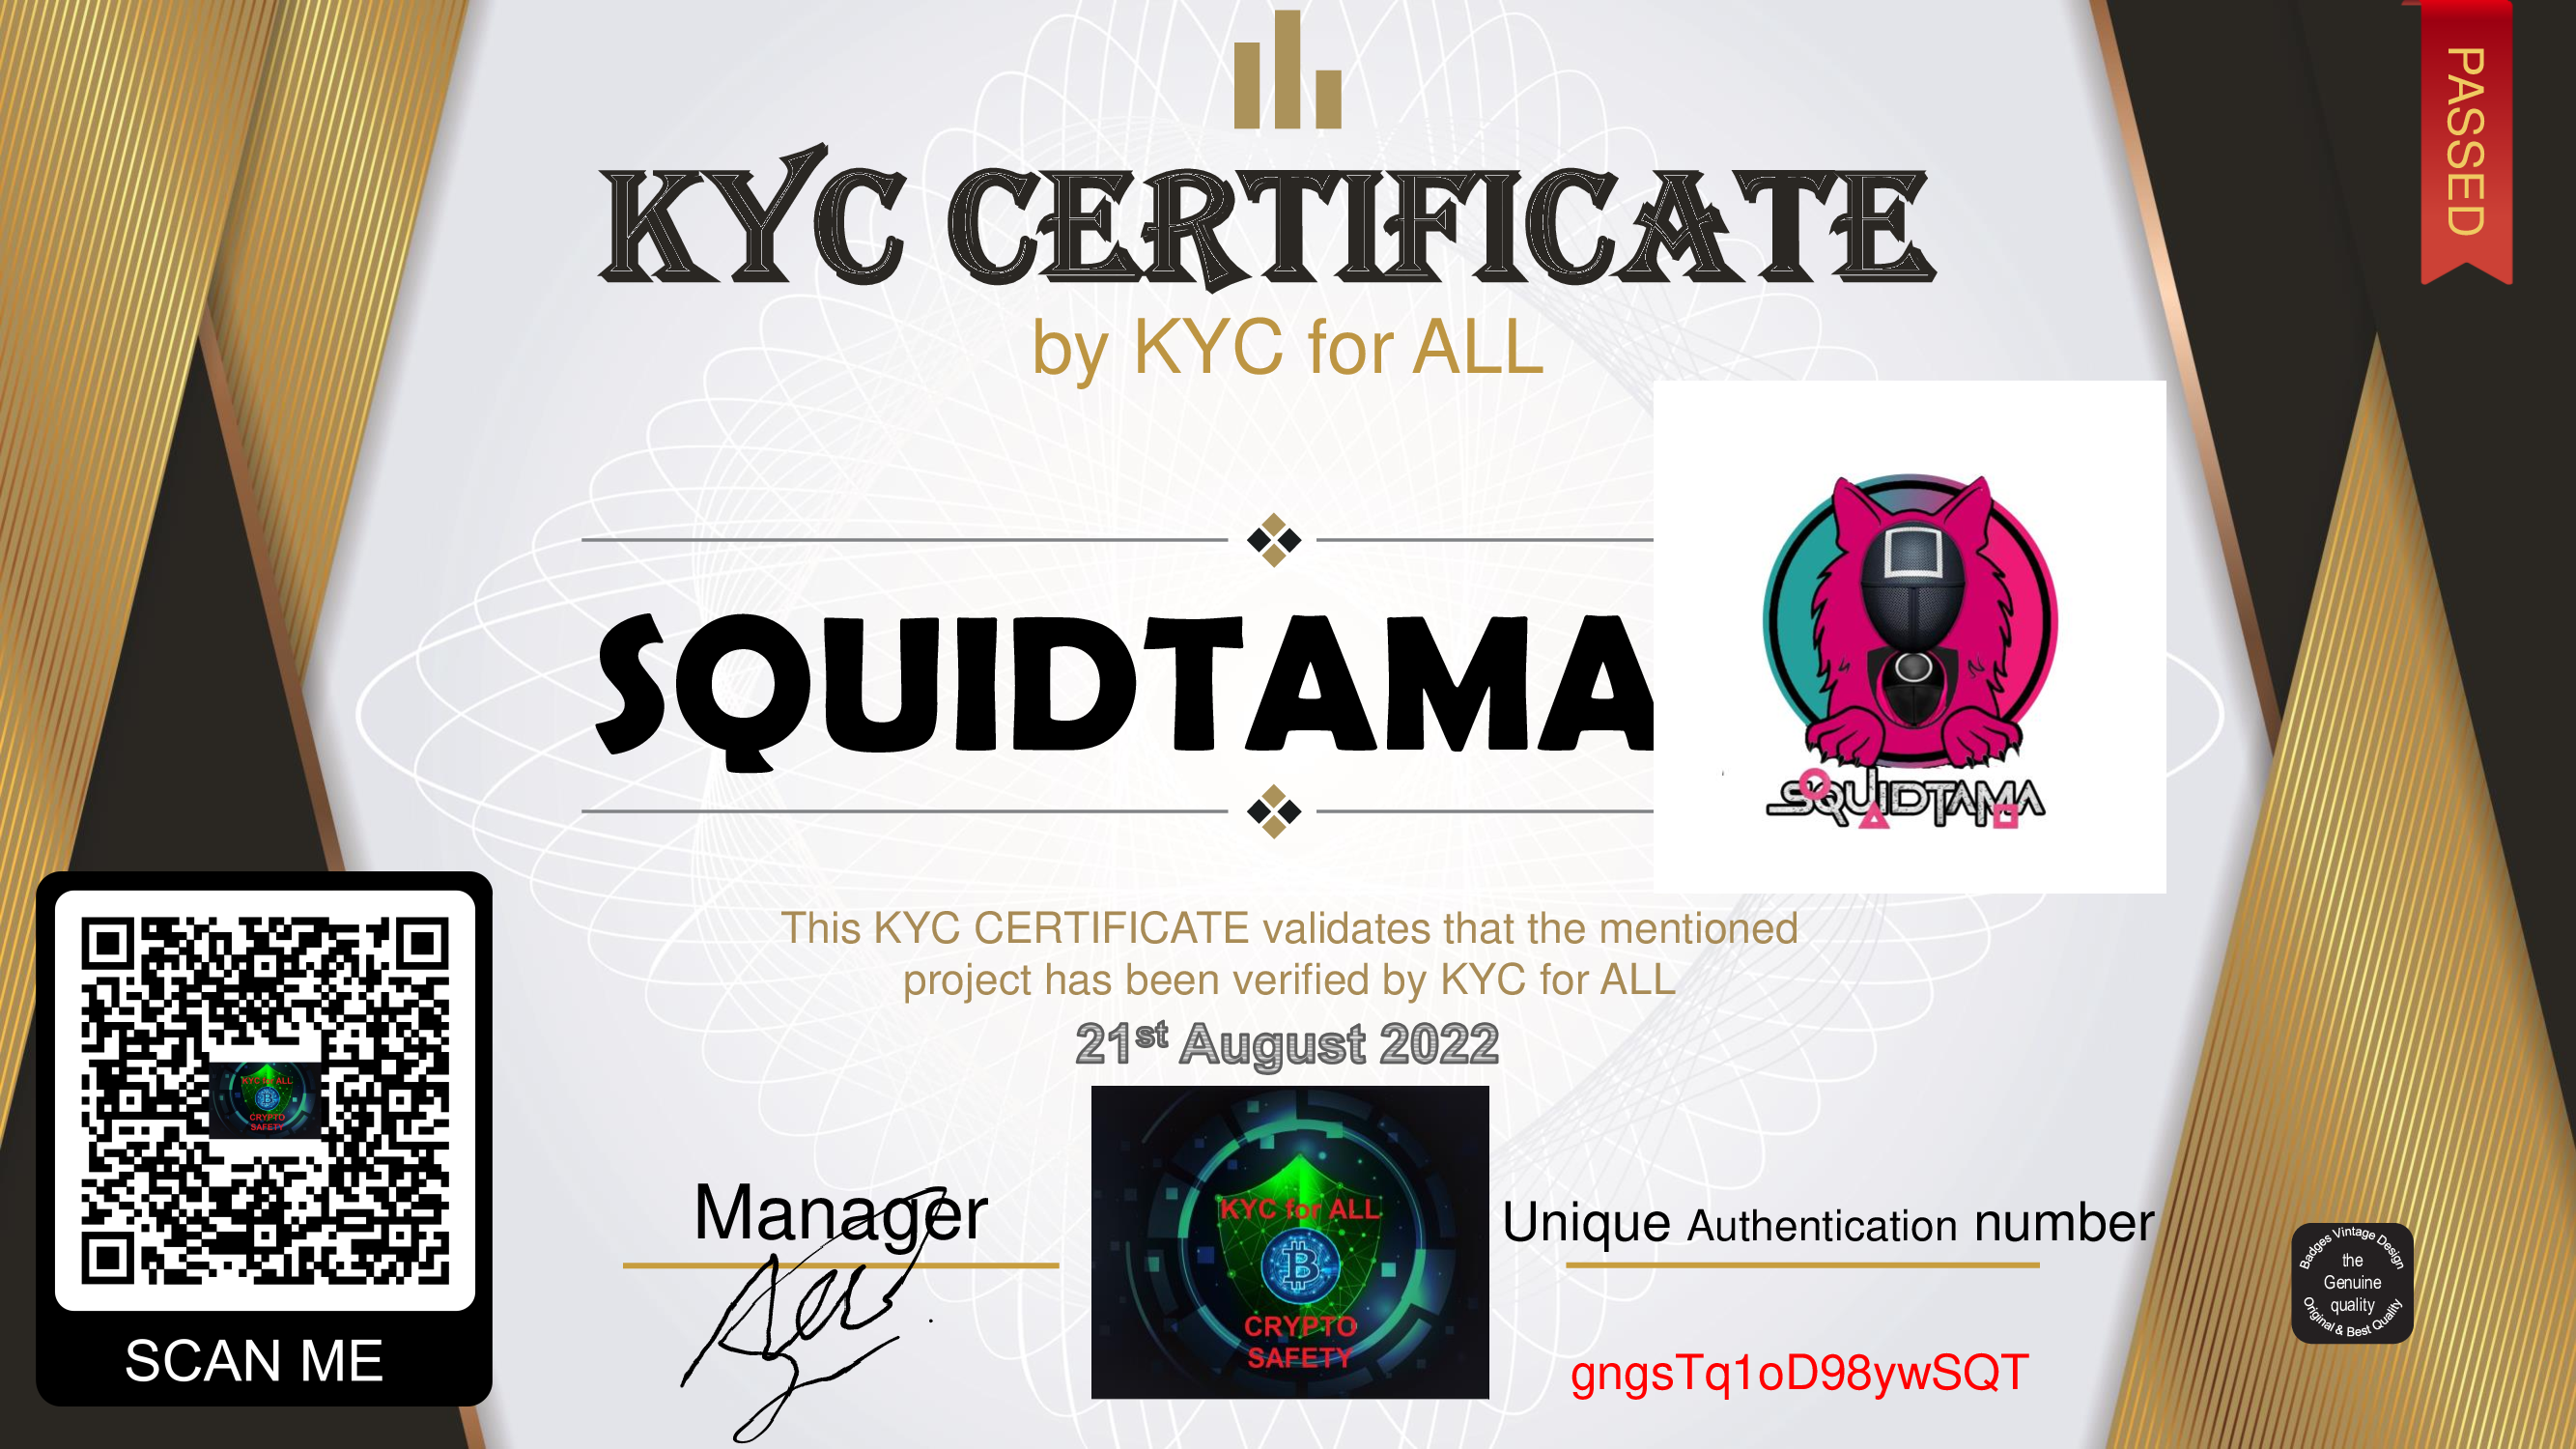 PASSED
KYC CERTIFICATE
by KYC for ALL
SQUIDTAMA
SQUIDTAMA
This KYC CERTIFICATE validates that the mentioned
project has been verified by KYC for ALL
21st August 2022
KYC for ALL
CRYPTO
SAFETY
SCAN ME
Manager
KYC for ALL
CRYPTO
SAFETY
Unique Authentication number
gngsTq1oD98ywSQT
Badges Vintage Design
the
Genuine
quality
Original & Best Quality